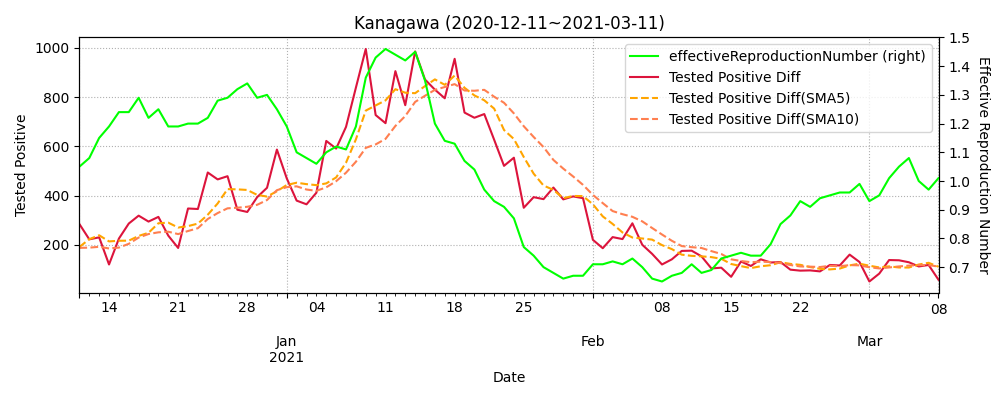 Kanagawa (2020-12-11~2021-03-11)
effectiveReproductionNumber (right)
Tested Positive Diff
Tested Positive Diff(SMA5)
Tested Positive Diff(SMA10)
Tested Positive
1000
800
600
400
200
1.5
1.4
1.3
1.2
1.1
1.0
0.9
0.8
0.7
Effective Reproduction Number
14 21 28 04 11 18 25 08 15 22 08
Jan Feb Mar
2021
Date